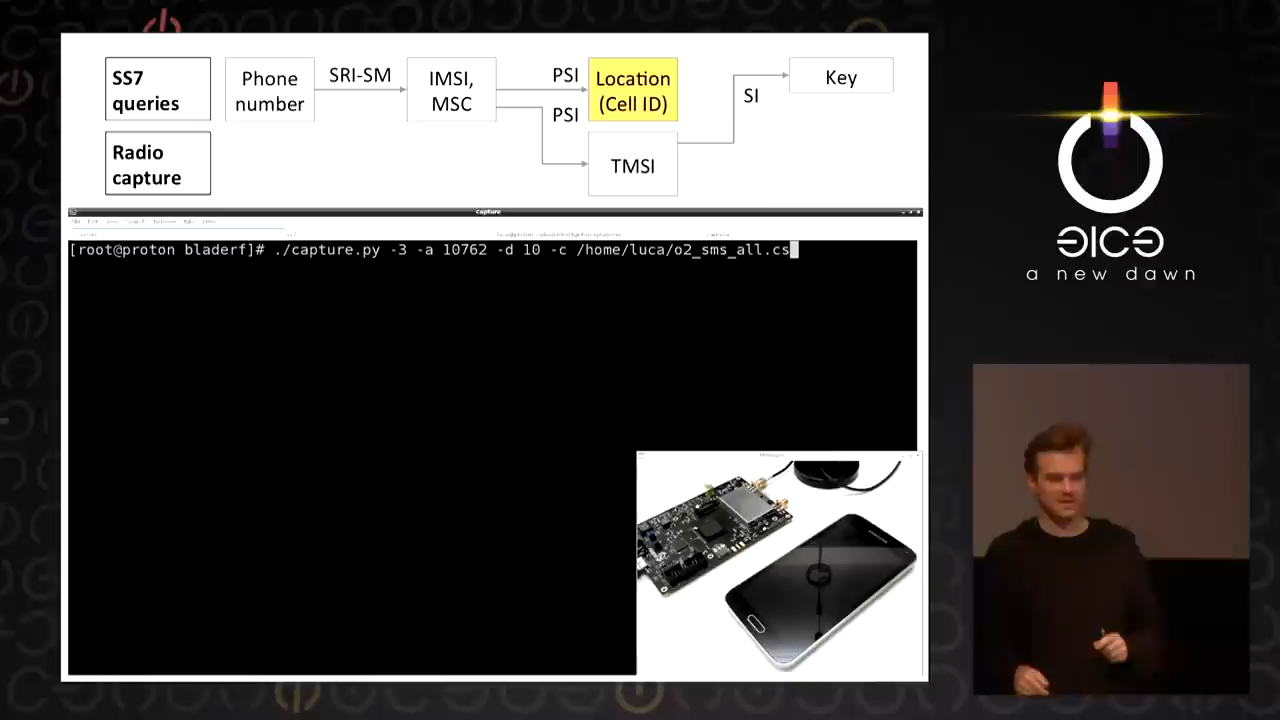 SS7
queries
Phone
number
SRI-SM
IMSI,
MSC
PSI
PSI
Location
(Cell ID)
TMSI
SI
Key
Radio
capture
capture
[root@proton bladerf]# ./capture.py -3 -a 10762 -d 10 -c /home/luca/o2_sms_all.cs
a new dawn